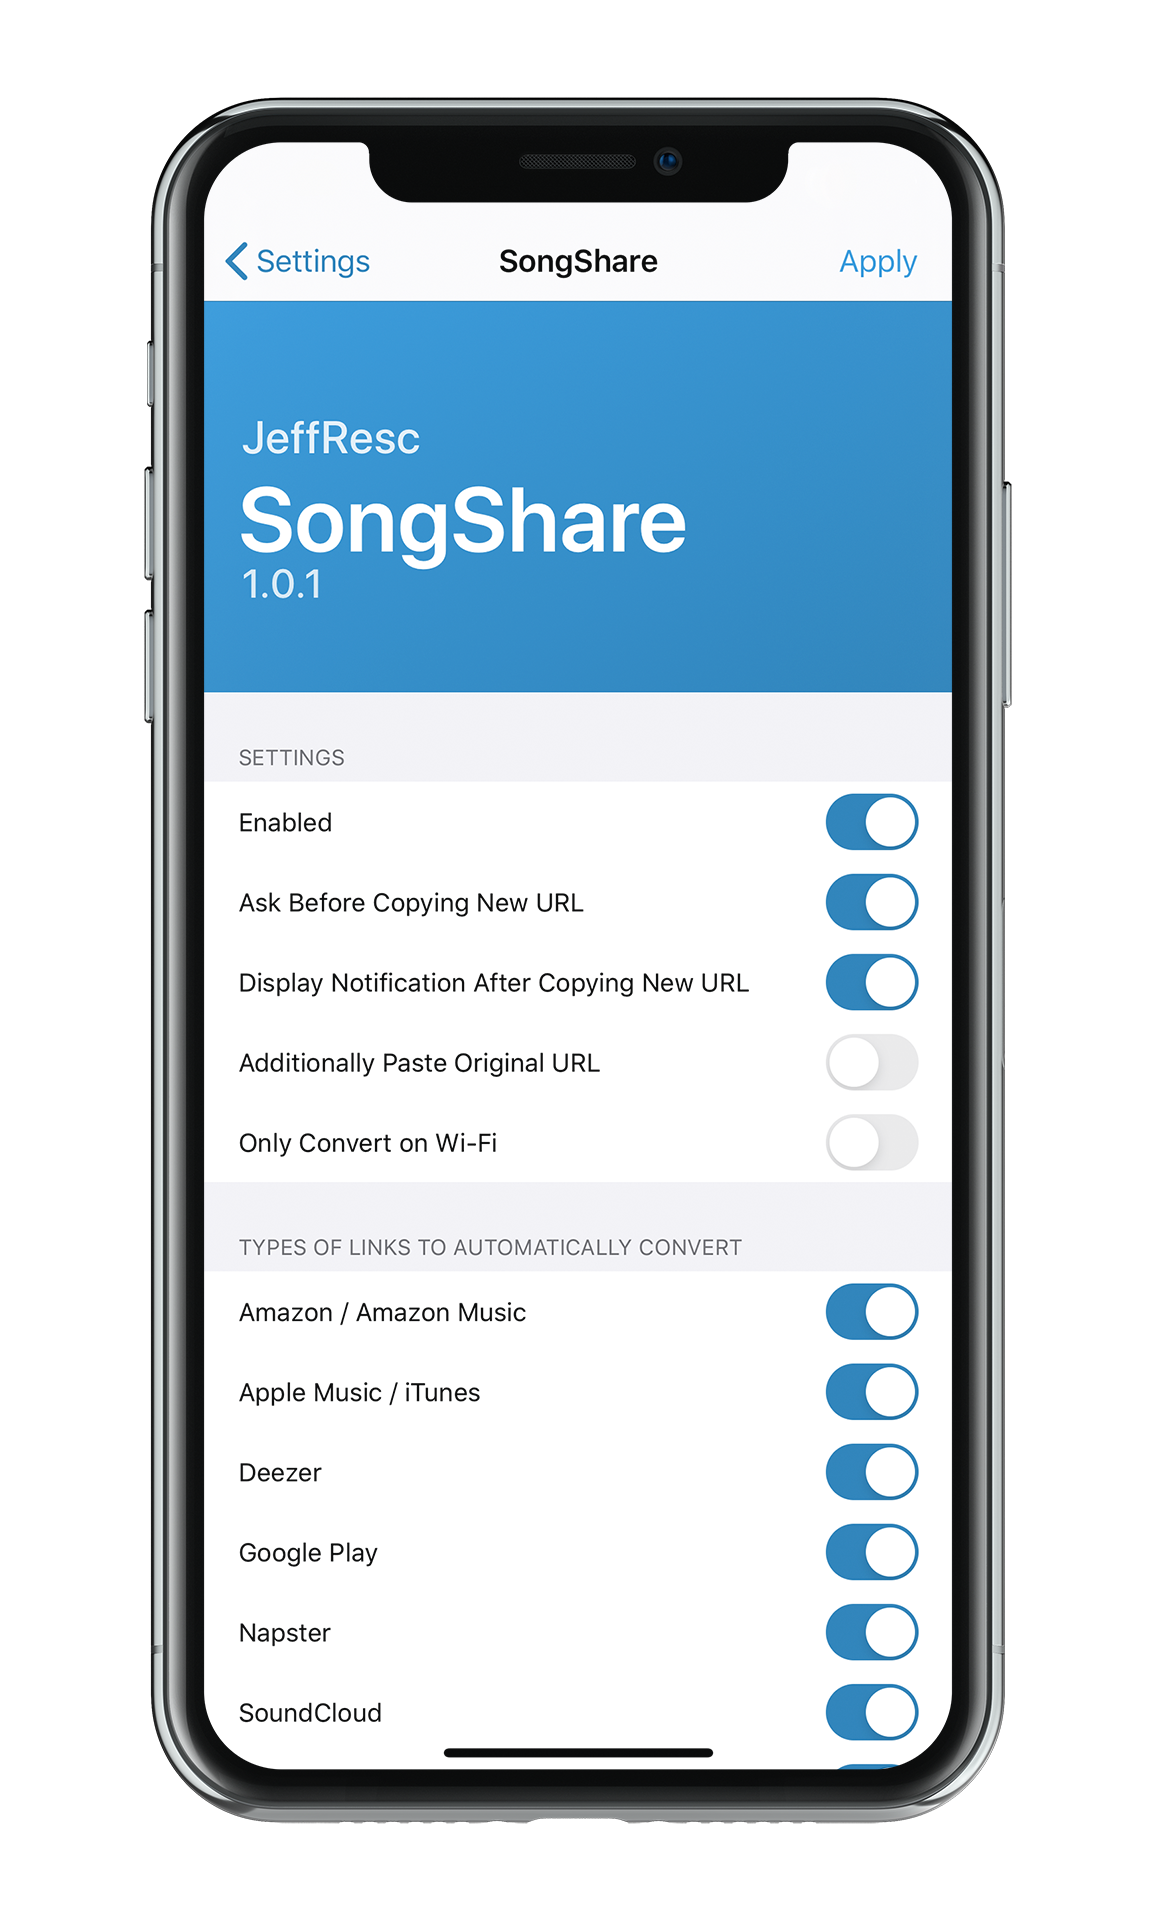 Settings
SongShare
Apply
JeffResc
SongShare
1.0.1
SETTINGS
Enabled
Ask Before Copying New URL
Display Notification After Copying New URL
Additionally Paste Original URL
Only Convert on Wi-Fi
TYPES OF LINKS TO AUTOMATICALLY CONVERT
Amazon / Amazon Music
Apple Music / iTunes
Deezer
Google Play
Napster
SoundCloud